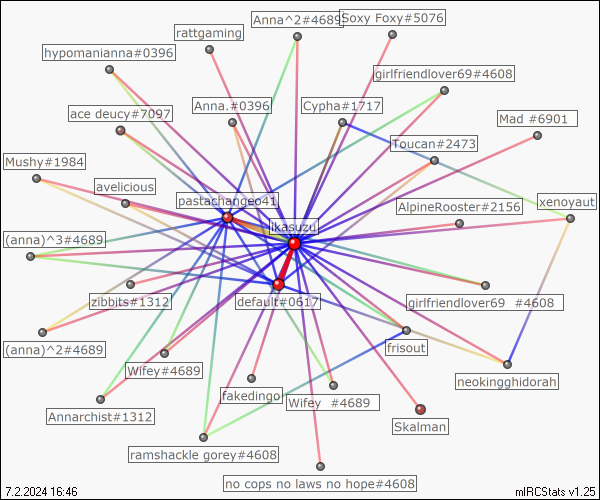 Anna^2#4689
Soxy Foxy#5076
rattgaming
hypomanianna#0396
girlfriendlover69#4608
ace deucy#7097
Anna.#0396
Cypha#1717
Mad #6901
Toucan#2473
Mushy#1984
avelicious
pastachangeo41
xenoyaut
AlpineRooster#2156
ikasuzu
(anna)^3#4689
zibbits#1312
default#0617
girlfriendlover69 #4608
(anna)^2#4689
frisout
Wifey#4689
neokingghidorah
fakedingo
Wifey #4689
Annarchist#1312
Skalman
ramshackle gorey#4608
no cops no laws no hope#4608
7.2.2024 16:46
mIRCStats v1.25